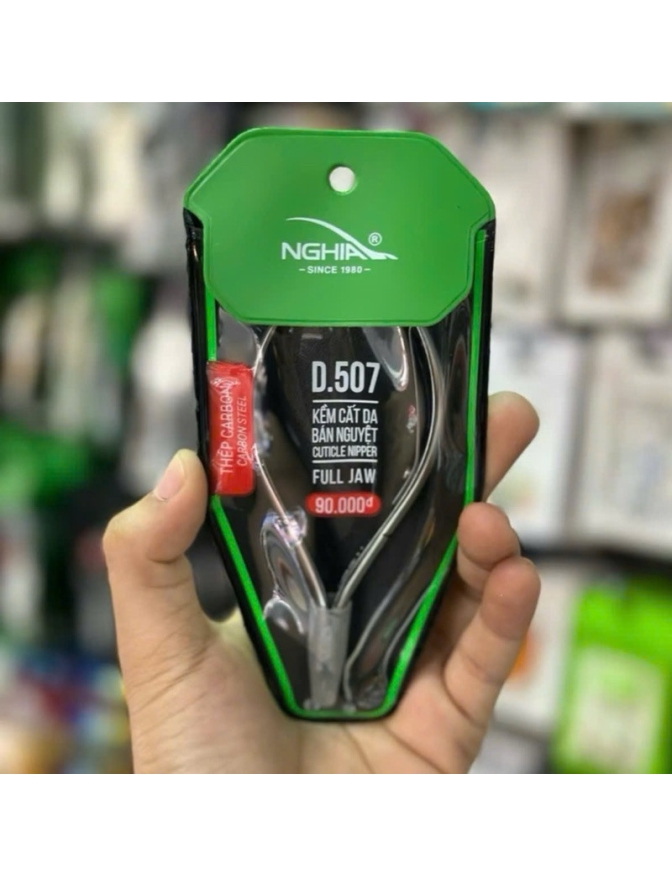 NGHIA®
– SINCE 1980 –
D.507
KỀM CẮT DA
BÁN NGUYỆT
CUTICLE NIPPER
FULL JAW
90.000đ
THÉP CARBON
CARBON STEEL